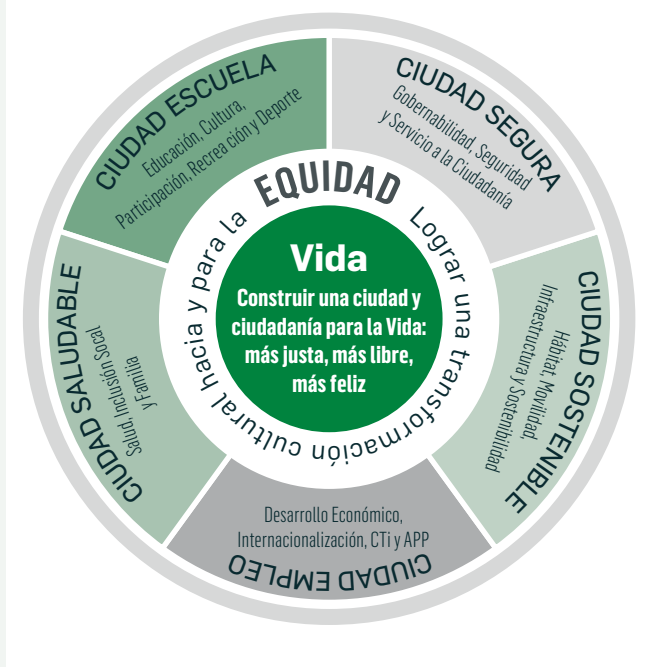 CIUDAD ESCUELA
Educación, Cultura,
Participación, Recreación y Deporte
CIUDAD SEGURA
Gobernabilidad, Seguridad
y Servicio a la Ciudadanía
CIUDAD SOSTENIBLE
Hábitat, Movilidad,
Infraestructura y Sostenibilidad
Desarrollo Económico,
Internacionalización, CTi y APP
CIUDAD EMPLEO
CIUDAD SALUDABLE
Salud, Inclusión Socal
y Familia
Lograr una transformación cultural hacia y para la
EQUIDAD
Vida
Construir una ciudad y
ciudadanía para la Vida:
más justa, más libre,
más feliz